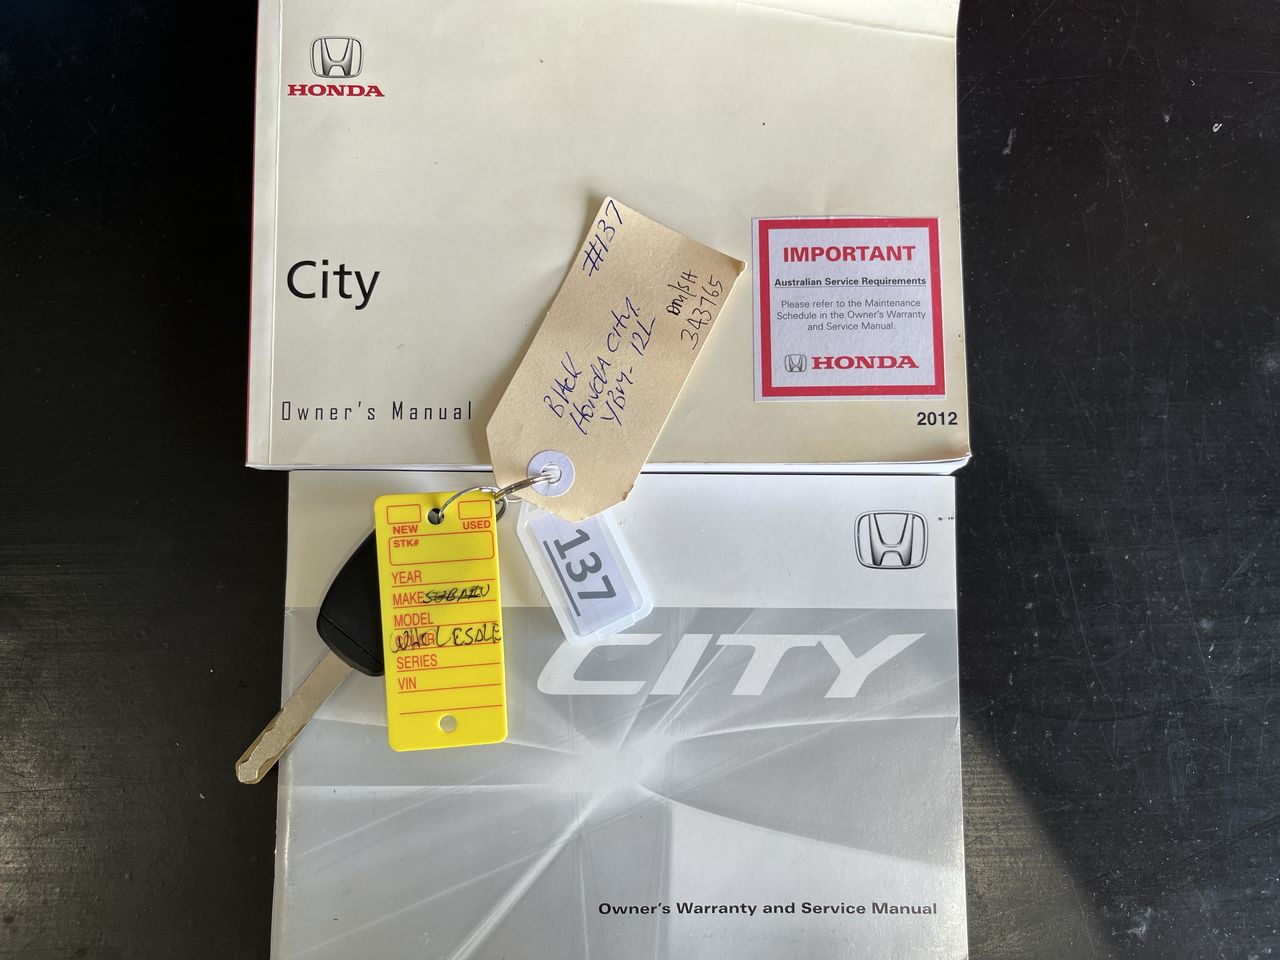 HONDA
City
Owner's Manual
IMPORTANT
Australian Service Requirements
Please refer to the Maintenance
Schedule in the Owner's Warranty
and Service Manual.
HONDA
2012
#137
Black
Honda City
YBM-12L
BM/SH
343765
137
NEW
USED
STK#
YEAR
MAKE SUBARU
MODEL
WHOLESALE
SERIES
VIN
CITY
Owner's Warranty and Service Manual